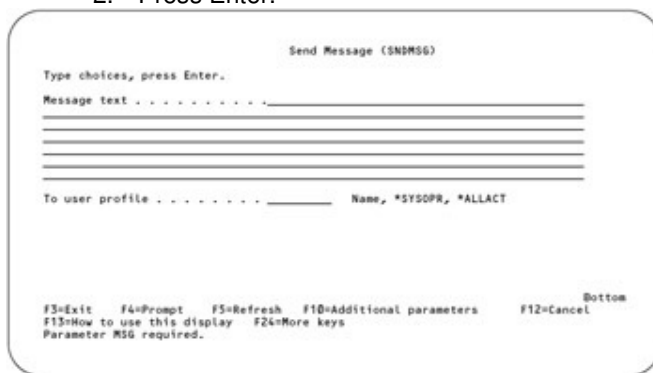 2. Press Enter.
Send Message (SNDMSG)
Type choices, press Enter.
Message text . . . . . . . . . .
To user profile . . . . . . . . Name, *SYSOPR, *ALLACT
Bottom
F3=Exit F4=Prompt F5=Refresh F10=Additional parameters F12=Cancel
F13=How to use this display F24=More keys
Parameter MSG required.